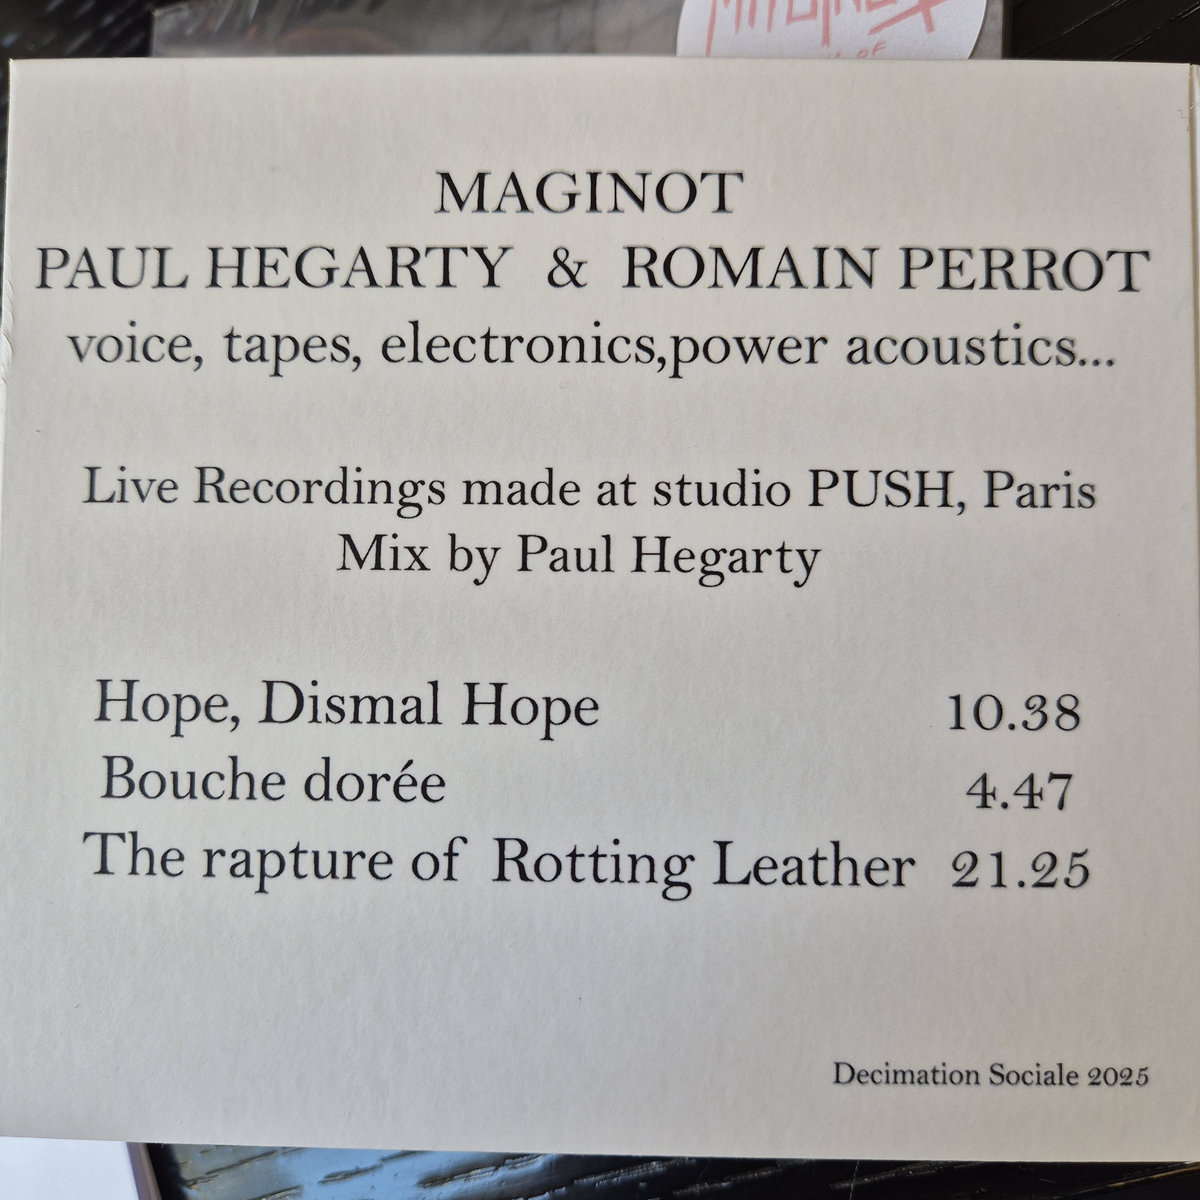 MAGINOT
PAUL HEGARTY & ROMAIN PERROT
voice, tapes, electronics,power acoustics...
Live Recordings made at studio PUSH, Paris
Mix by Paul Hegarty
Hope, Dismal Hope 10.38
Bouche dorée 4.47
The rapture of Rotting Leather 21.25
Decimation Sociale 2025